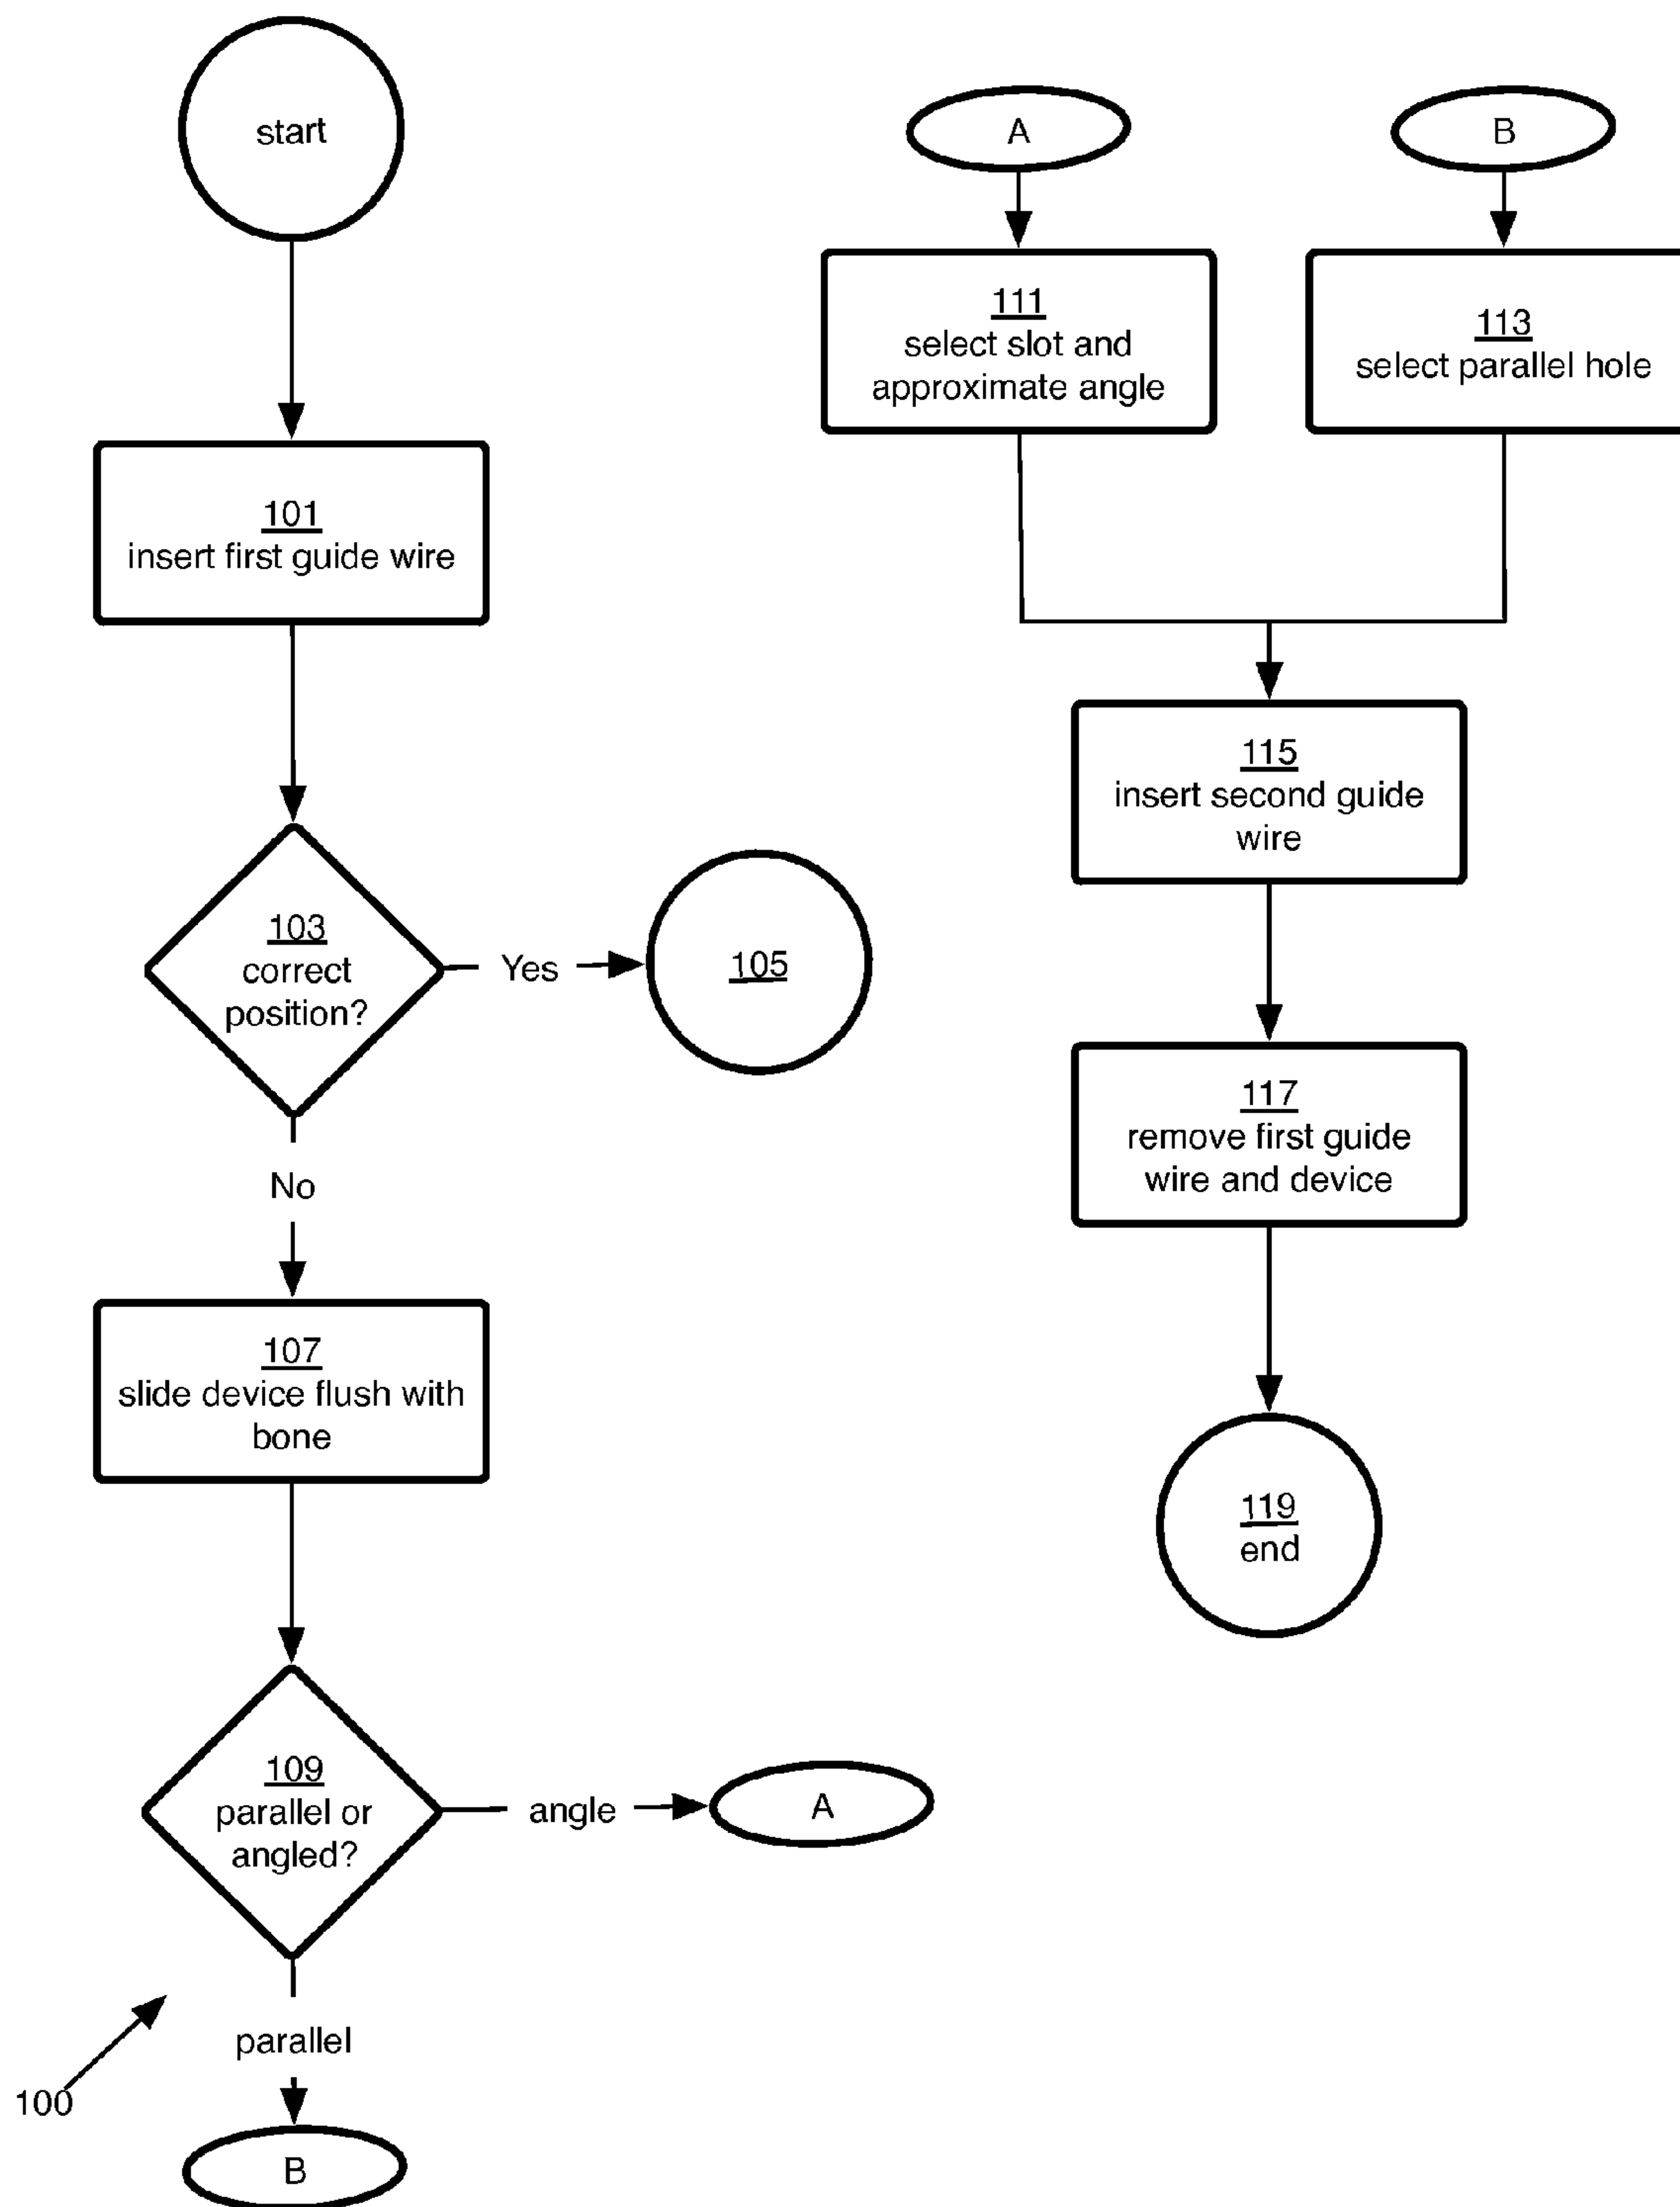 start
101
insert first guide wire
103
correct
position?
Yes
105
No
107
slide device flush with
bone
109
parallel or
angled?
angle
A
parallel
B
100
A
B
111
select slot and
approximate angle
113
select parallel hole
115
insert second guide
wire
117
remove first guide
wire and device
119
end